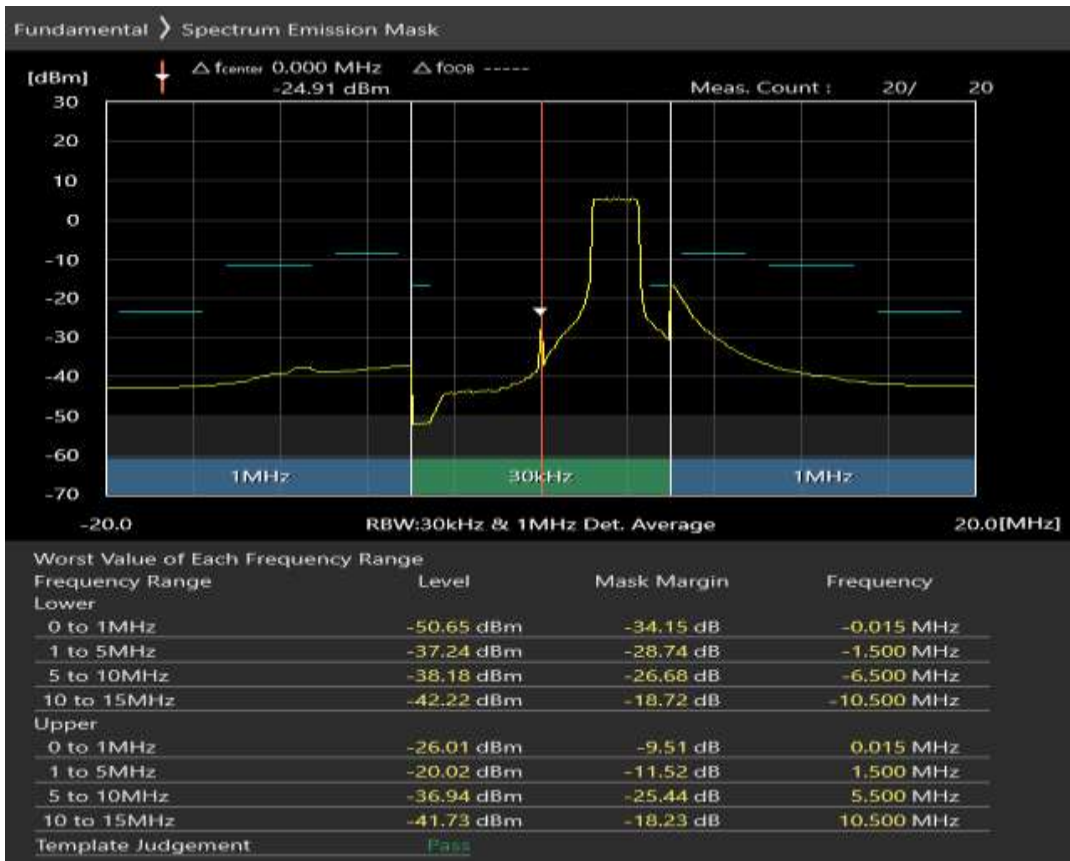 Fundamental 〉 Spectrum Emission Mask
[dBm] △ fcenter 0.000 MHz △ fOOB -----
-24.91 dBm Meas. Count : 20/ 20
30
20
10
0
-10
-20
-30
-40
-50
-60
1MHz 30kHz 1MHz
-70
-20.0 RBW:30kHz & 1MHz Det. Average 20.0[MHz]
Worst Value of Each Frequency Range
Frequency Range Level Mask Margin Frequency
Lower
0 to 1MHz -50.65 dBm -34.15 dB -0.015 MHz
1 to 5MHz -37.24 dBm -28.74 dB -1.500 MHz
5 to 10MHz -38.18 dBm -26.68 dB -6.500 MHz
10 to 15MHz -42.22 dBm -18.72 dB -10.500 MHz
Upper
0 to 1MHz -26.01 dBm -9.51 dB 0.015 MHz
1 to 5MHz -20.02 dBm -11.52 dB 1.500 MHz
5 to 10MHz -36.94 dBm -25.44 dB 5.500 MHz
10 to 15MHz -41.73 dBm -18.23 dB 10.500 MHz
Template Judgement Pass